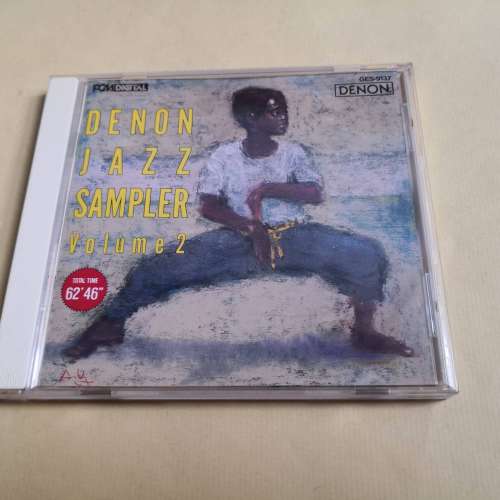 PCM DIGITAL
GES-9137
DENON
DENON
JAZZ
SAMPLER
Volume 2
TOTAL TIME
62'46"